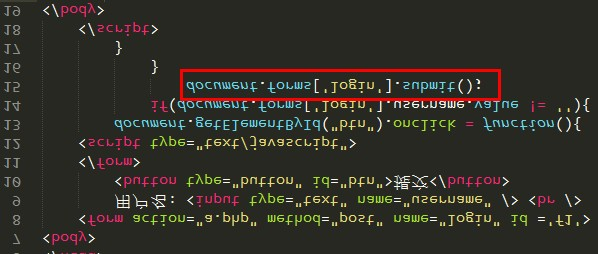 7 <body>
8 <form action="a.php" method="post" name="login" id ='f1'>
9 用户名: <input type="text" name="username" /> <br />
10 <button type="button" id="btn">提交</button>
11 </form>
12 <script type="text/javascript">
13 document.getElementById("btn").onclick = function(){
14 if(document.forms['login'].username.value != ''){
15 document.forms['login'].submit();
16 }
17 }
18 </script>
19 </body>